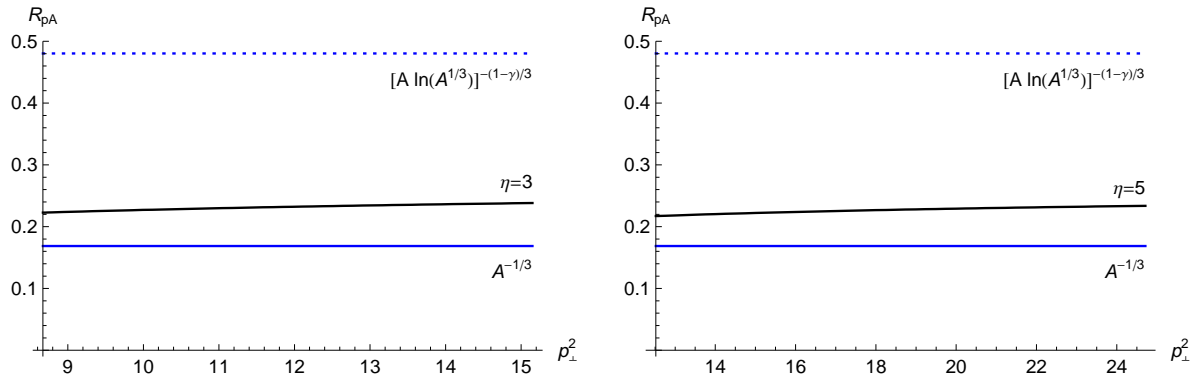 R_pA
0.5
[A ln(A^{1/3})]^{-(1-γ)/3}
0.4
0.3
η=3
0.2
A^{-1/3}
0.1
9 10 11 12 13 14 15 p_⊥^2
R_pA
0.5
[A ln(A^{1/3})]^{-(1-γ)/3}
0.4
0.3
η=5
0.2
A^{-1/3}
0.1
14 16 18 20 22 24 p_⊥^2